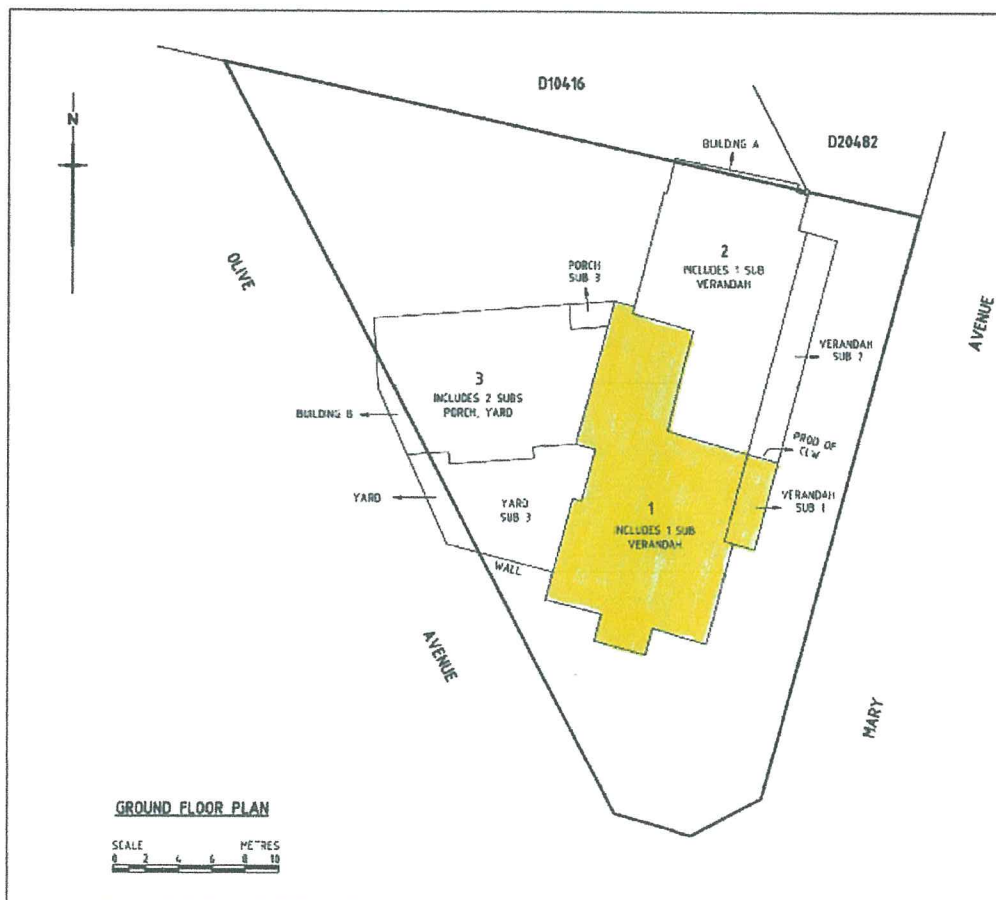 D10416
D20482
BUILDING A
N
OLIVE
AVENUE
2
INCLUDES 1 SUB
VERANDAH
PORCH
SUB 3
VERANDAH
SUB 2
AVENUE
3
INCLUDES 2 SUBS
PORCH, YARD
BUILDING B
PROD OF
CLW
YARD
YARD
SUB 3
1
INCLUDES 1 SUB
VERANDAH
VERANDAH
SUB 1
WALL
AVENUE
MARY
GROUND FLOOR PLAN
SCALE METRES
0 2 4 6 8 10